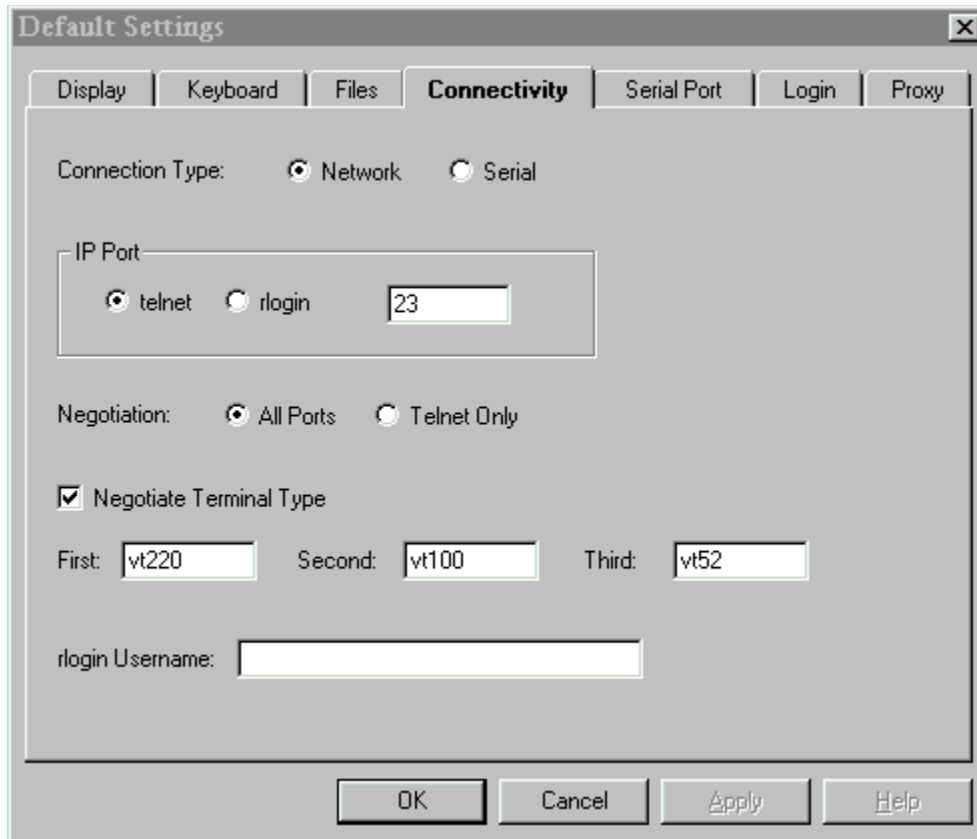 Default Settings
Display Keyboard Files Connectivity Serial Port Login Proxy
Connection Type: Network Serial
IP Port
telnet rlogin 23
Negotiation: All Ports Telnet Only
Negotiate Terminal Type
First: vt220 Second: vt100 Third: vt52
rlogin Username:
OK Cancel Apply Help